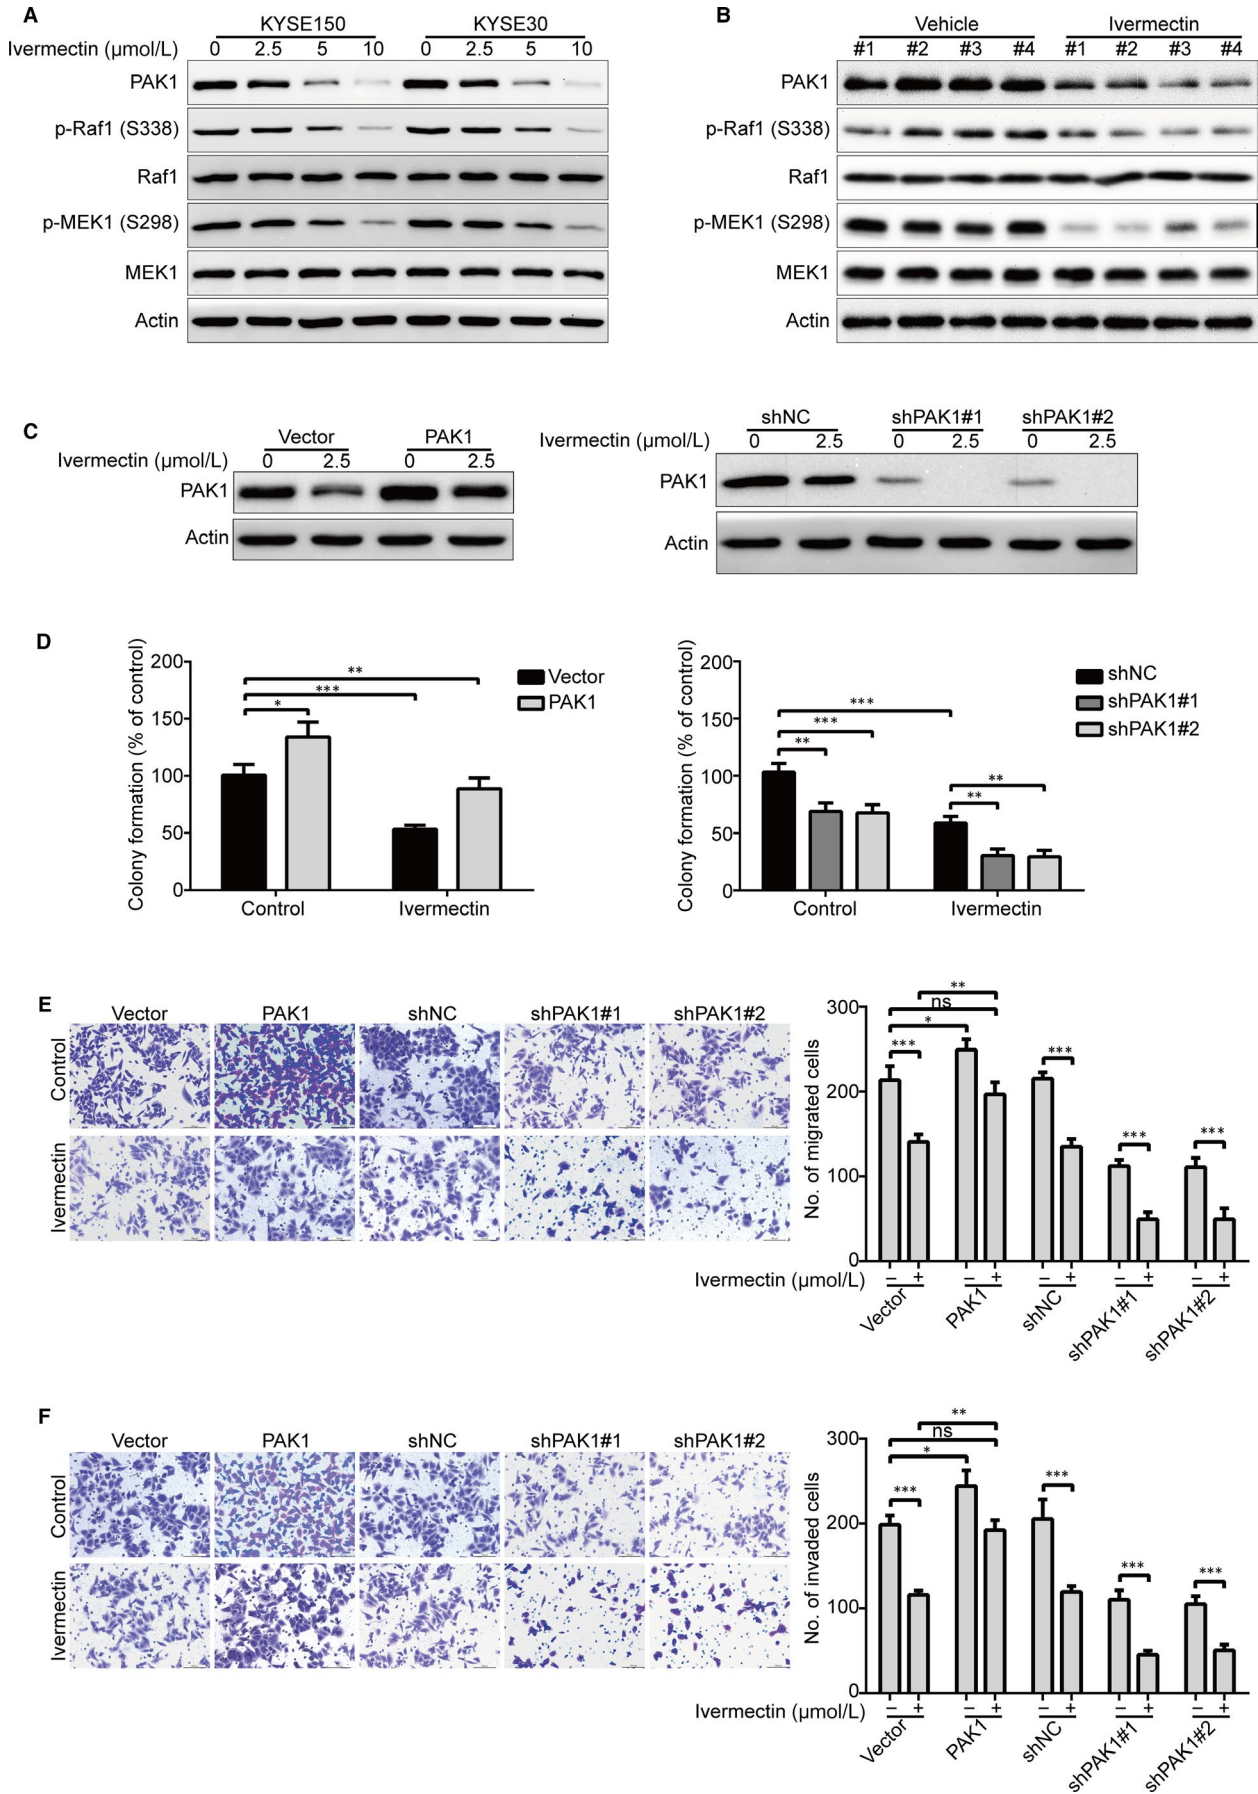 A
KYSE150 KYSE30
Ivermectin (µmol/L) 0 2.5 5 10 0 2.5 5 10
PAK1
p-Raf1 (S338)
Raf1
p-MEK1 (S298)
MEK1
Actin
B
Vehicle Ivermectin
#1 #2 #3 #4 #1 #2 #3 #4
PAK1
p-Raf1 (S338)
Raf1
p-MEK1 (S298)
MEK1
Actin
C
Vector PAK1
Ivermectin (µmol/L) 0 2.5 0 2.5
PAK1
Actin
shNC shPAK1#1 shPAK1#2
Ivermectin (µmol/L) 0 2.5 0 2.5 0 2.5
PAK1
Actin
D
Colony formation (% of control)
200
150
100
50
0
**
***
*
Vector
PAK1
Control Ivermectin
Colony formation (% of control)
200
150
100
50
0
***
***
**
**
**
shNC
shPAK1#1
shPAK1#2
Control Ivermectin
E
Vector PAK1 shNC shPAK1#1 shPAK1#2
Control
Ivermectin
No. of migrated cells
300
200
100
0
**
ns
*
***
***
***
***
Ivermectin (µmol/L) – + – + – + – + – +
Vector PAK1 shNC shPAK1#1 shPAK1#2
F
Vector PAK1 shNC shPAK1#1 shPAK1#2
Control
Ivermectin
No. of invaded cells
300
200
100
0
**
ns
*
***
***
***
***
Ivermectin (µmol/L) – + – + – + – + – +
Vector PAK1 shNC shPAK1#1 shPAK1#2